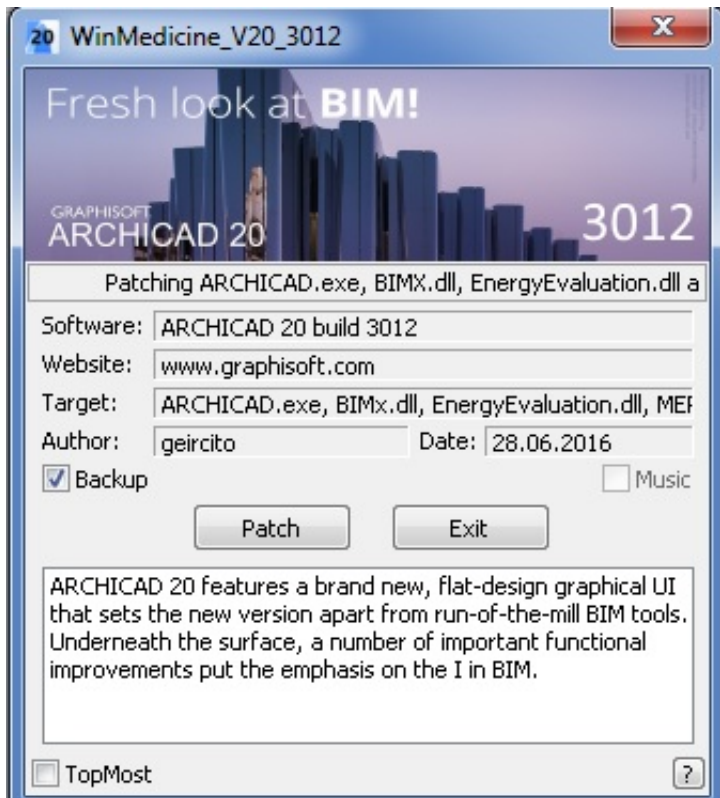 20 WinMedicine_V20_3012
Fresh look at BIM!
GRAPHISOFT
ARCHICAD 20
3012
Patching ARCHICAD.exe, BIMX.dll, EnergyEvaluation.dll a
Software: ARCHICAD 20 build 3012
Website: www.graphisoft.com
Target: ARCHICAD.exe, BIMx.dll, EnergyEvaluation.dll, MEP
Author: geircito Date: 28.06.2016
Backup Music
Patch Exit
ARCHICAD 20 features a brand new, flat-design graphical UI
that sets the new version apart from run-of-the-mill BIM tools.
Underneath the surface, a number of important functional
improvements put the emphasis on the I in BIM.
TopMost ?